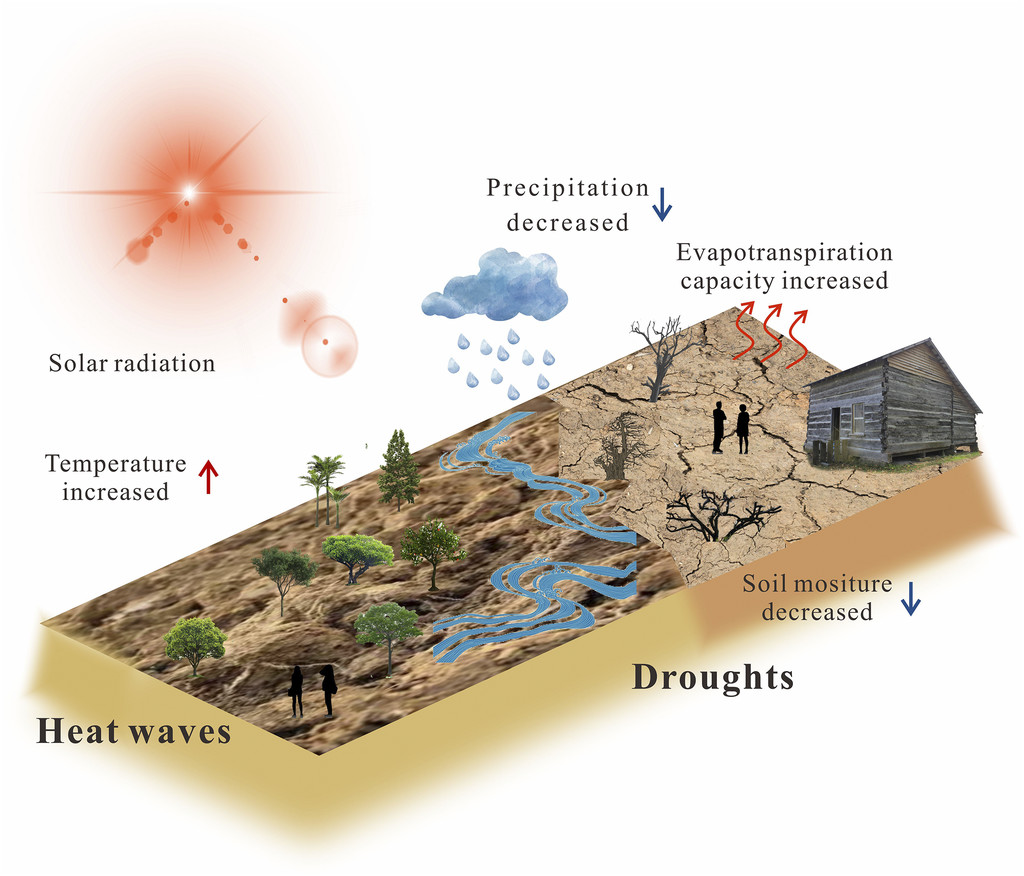 Precipitation
decreased
Evapotranspiration
capacity increased
Solar radiation
Temperature
increased
Soil mositure
decreased
Droughts
Heat waves